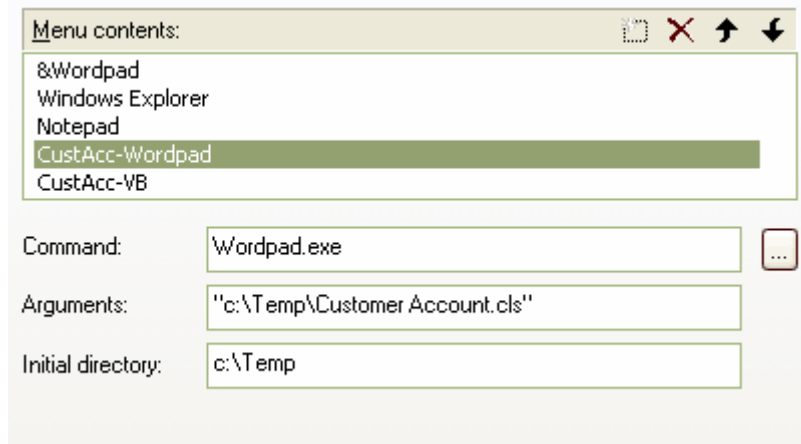 Menu contents:
&Wordpad
Windows Explorer
Notepad
CustAcc-Wordpad
CustAcc-VB
Command: Wordpad.exe ...
Arguments: "c:\Temp\Customer Account.cls"
Initial directory: c:\Temp